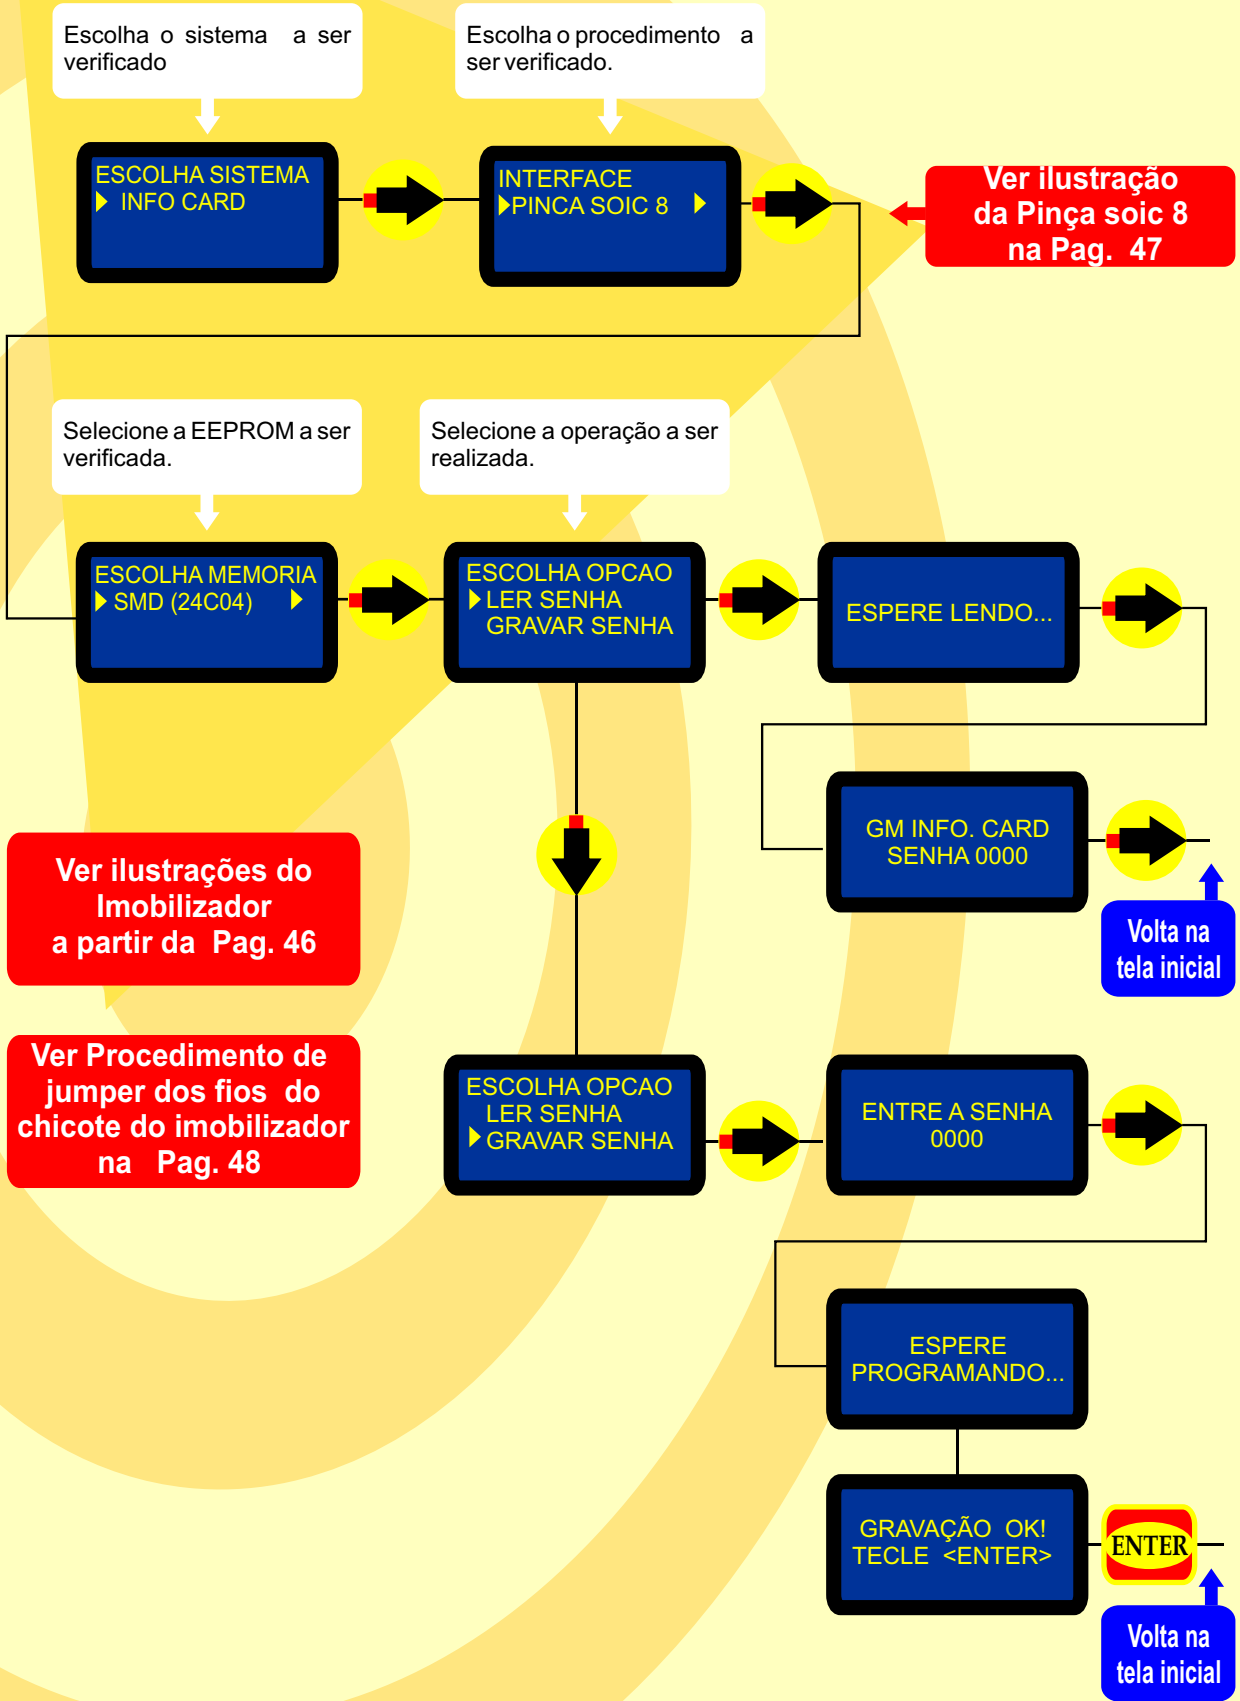 Escolha o sistema a ser
verificado
Escolha o procedimento a
ser verificado.
ESCOLHA SISTEMA
INFO CARD
INTERFACE
PINCA SOIC 8
Ver ilustração
da Pinça soic 8
na Pag. 47
Selecione a EEPROM a ser
verificada.
Selecione a operação a ser
realizada.
ESCOLHA MEMORIA
SMD (24C04)
ESCOLHA OPCAO
LER SENHA
GRAVAR SENHA
ESPERE LENDO...
GM INFO. CARD
SENHA 0000
Volta na
tela inicial
Ver ilustrações do
Imobilizador
a partir da Pag. 46
Ver Procedimento de
jumper dos fios do
chicote do imobilizador
na Pag. 48
ESCOLHA OPCAO
LER SENHA
GRAVAR SENHA
ENTRE A SENHA
0000
ESPERE
PROGRAMANDO...
GRAVAÇÃO OK!
TECLE <ENTER>
ENTER
Volta na
tela inicial